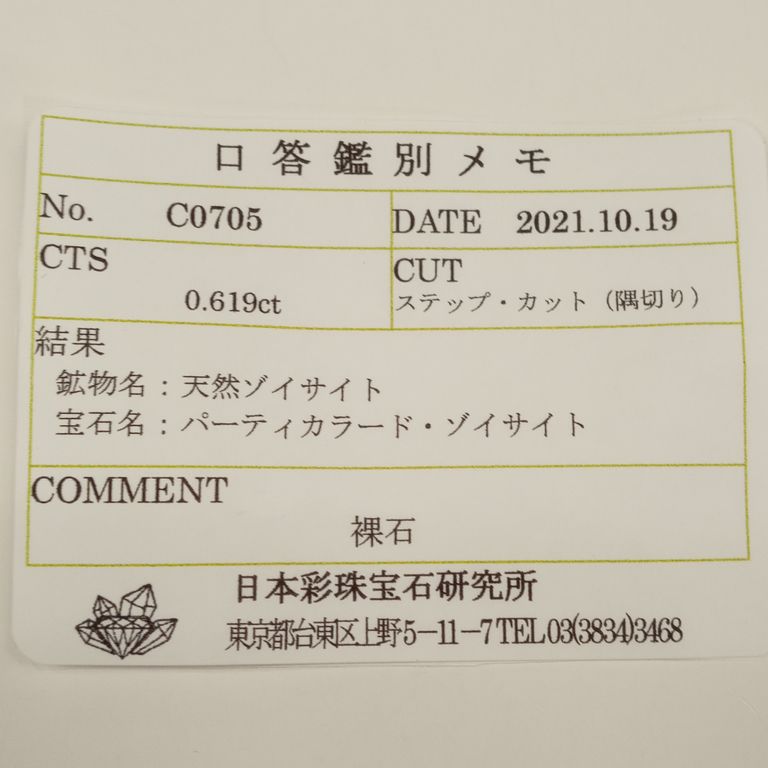 口答鑑別メモ
No. C0705 DATE 2021.10.19
CTS CUT
0.619ct ステップ・カット（隅切り）
結果
鉱物名：天然ゾイサイト
宝石名：パーティカラード・ゾイサイト
COMMENT
裸石
日本彩珠宝石研究所
東京都台東区上野5－11－7 TEL03(3834)3468